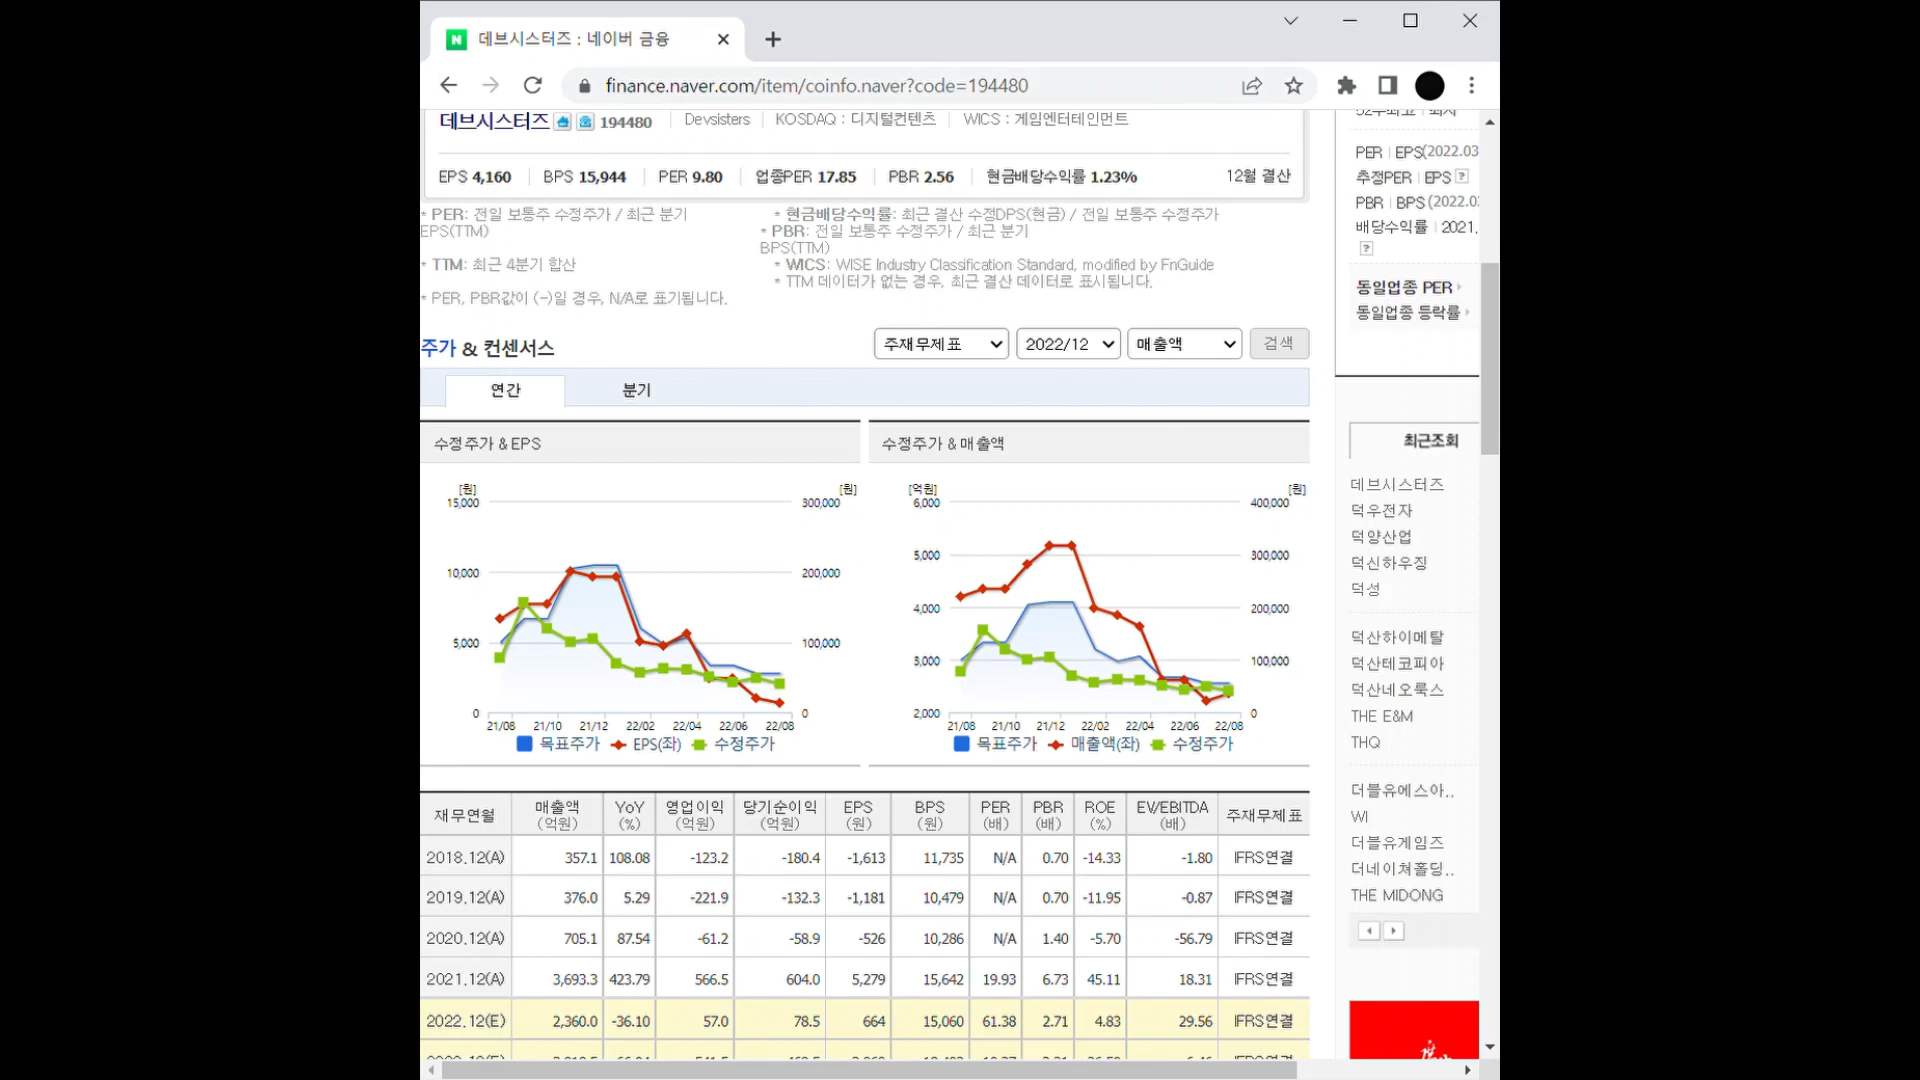 데브시스터즈 : 네이버 금융
finance.naver.com/item/coinfo.naver?code=194480
데브시스터즈 194480 Devsisters KOSDAQ : 디지털컨텐츠 WICS : 게임엔터테인먼트
EPS 4,160 BPS 15,944 PER 9.80 업종PER 17.85 PBR 2.56 현금배당수익률 1.23% 12월 결산
* PER: 전일 보통주 수정주가 / 최근 분기
EPS(TTM)
* TTM: 최근 4분기 합산
* PER, PBR값이 (-)일 경우, N/A로 표기됩니다.
* 현금배당수익률: 최근 결산 수정DPS(현금) / 전일 보통주 수정주가
* PBR: 전일 보통주 수정주가 / 최근 분기
BPS(TTM)
* WICS: WISE Industry Classification Standard, modified by FnGuide
* TTM 데이터가 없는 경우, 최근 결산 데이터로 표시됩니다.
주가 & 컨센서스 주재무제표 2022/12 매출액 검색
연간 분기
수정주가 & EPS
[원] [원]
15,000 300,000
10,000 200,000
5,000 100,000
0 0
21/08 21/10 21/12 22/02 22/04 22/06 22/08
목표주가 EPS(좌) 수정주가
수정주가 & 매출액
[억원] [원]
6,000 400,000
5,000 300,000
4,000 200,000
3,000 100,000
2,000 0
21/08 21/10 21/12 22/02 22/04 22/06 22/08
목표주가 매출액(좌) 수정주가
재무연월 매출액 (억원) YoY (%) 영업이익 (억원) 당기순이익 (억원) EPS (원) BPS (원) PER (배) PBR (배) ROE (%) EV/EBITDA (배) 주재무제표
2018.12(A) 357.1 108.08 -123.2 -180.4 -1,613 11,735 N/A 0.70 -14.33 -1.80 IFRS연결
2019.12(A) 376.0 5.29 -221.9 -132.3 -1,181 10,479 N/A 0.70 -11.95 -0.87 IFRS연결
2020.12(A) 705.1 87.54 -61.2 -58.9 -526 10,286 N/A 1.40 -5.70 -56.79 IFRS연결
2021.12(A) 3,693.3 423.79 566.5 604.0 5,279 15,642 19.93 6.73 45.11 18.31 IFRS연결
2022.12(E) 2,360.0 -36.10 57.0 78.5 664 15,060 61.38 2.71 4.83 29.56 IFRS연결
PER EPS(2022.03
추정PER EPS ?
PBR BPS (2022.0
배당수익률 2021.
?
동일업종 PER
동일업종 등락률
최근조회
데브시스터즈
덕우전자
덕양산업
덕신하우징
덕성
덕산하이메탈
덕산테코피아
덕산네오룩스
THE E&M
THQ
더블유에스아..
WI
더블유게임즈
더네이쳐홀딩..
THE MIDONG